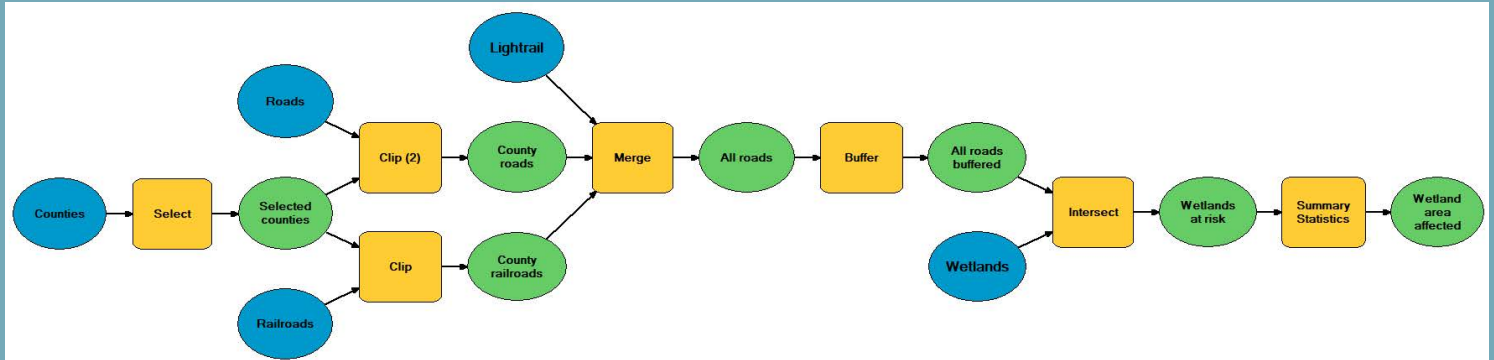 Lightrail
Roads
Clip (2)
County
roads
Merge
All roads
Buffer
All roads
buffered
Counties
Select
Selected
counties
Intersect
Wetlands
at risk
Summary
Statistics
Wetland
area
affected
Clip
County
railroads
Wetlands
Railroads